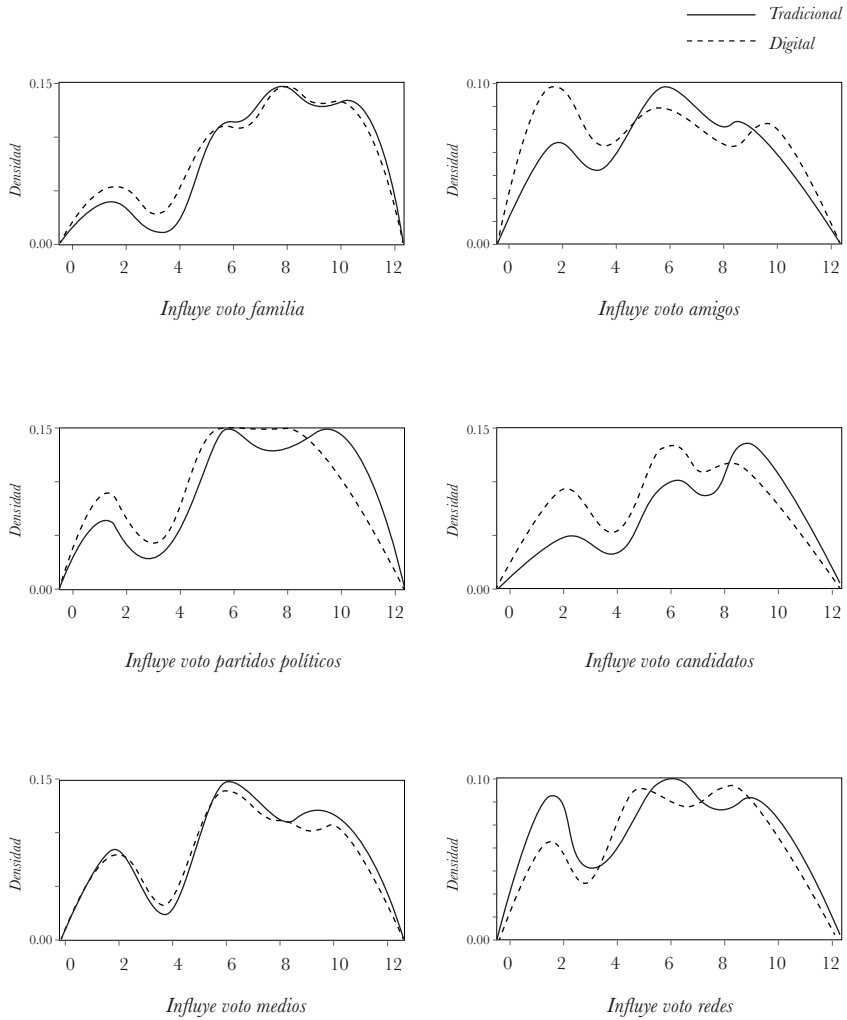 Tradicional
Digital
0.15
Densidad
0.00
0 2 4 6 8 10 12
Influye voto familia
0.10
Densidad
0.00
0 2 4 6 8 10 12
Influye voto amigos
0.15
Densidad
0.00
0 2 4 6 8 10 12
Influye voto partidos políticos
0.15
Densidad
0.00
0 2 4 6 8 10 12
Influye voto candidatos
0.15
Densidad
0.00
0 2 4 6 8 10 12
Influye voto medios
0.10
Densidad
0.00
0 2 4 6 8 10 12
Influye voto redes